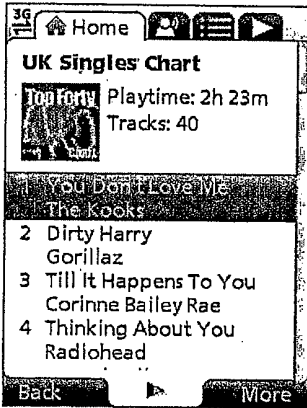 3G
Home
UK Singles Chart
Top Forty
Playtime: 2h 23m
Tracks: 40
1 You Don't Love Me
The Kooks
2 Dirty Harry
Gorillaz
3 Till It Happens To You
Corinne Bailey Rae
4 Thinking About You
Radiohead
Back
More